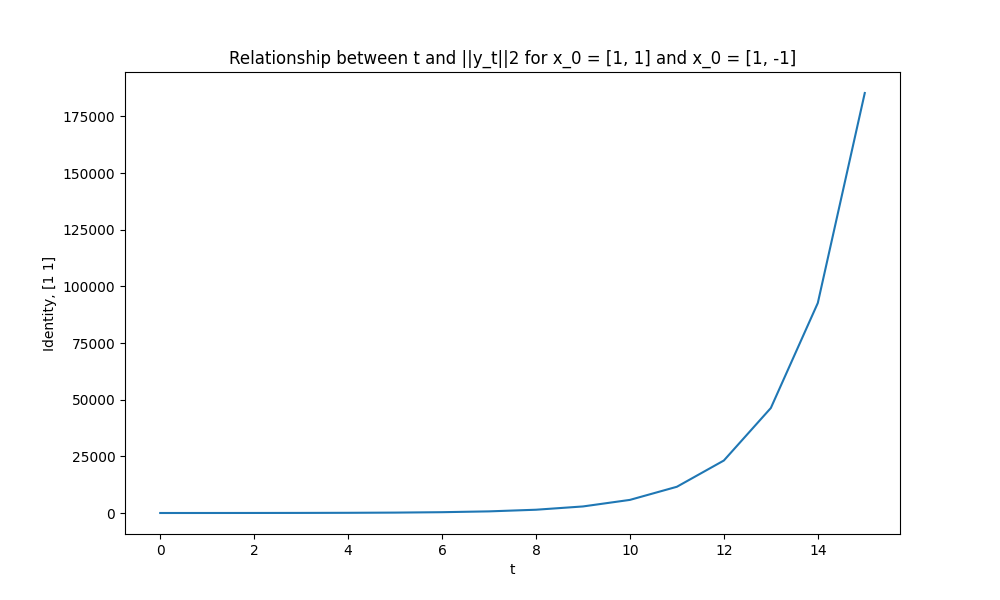 Relationship between t and ||y_t||2 for x_0 = [1, 1] and x_0 = [1, -1]
175000
150000
125000
100000
75000
50000
25000
0
Identity, [1 1]
0 2 4 6 8 10 12 14
t